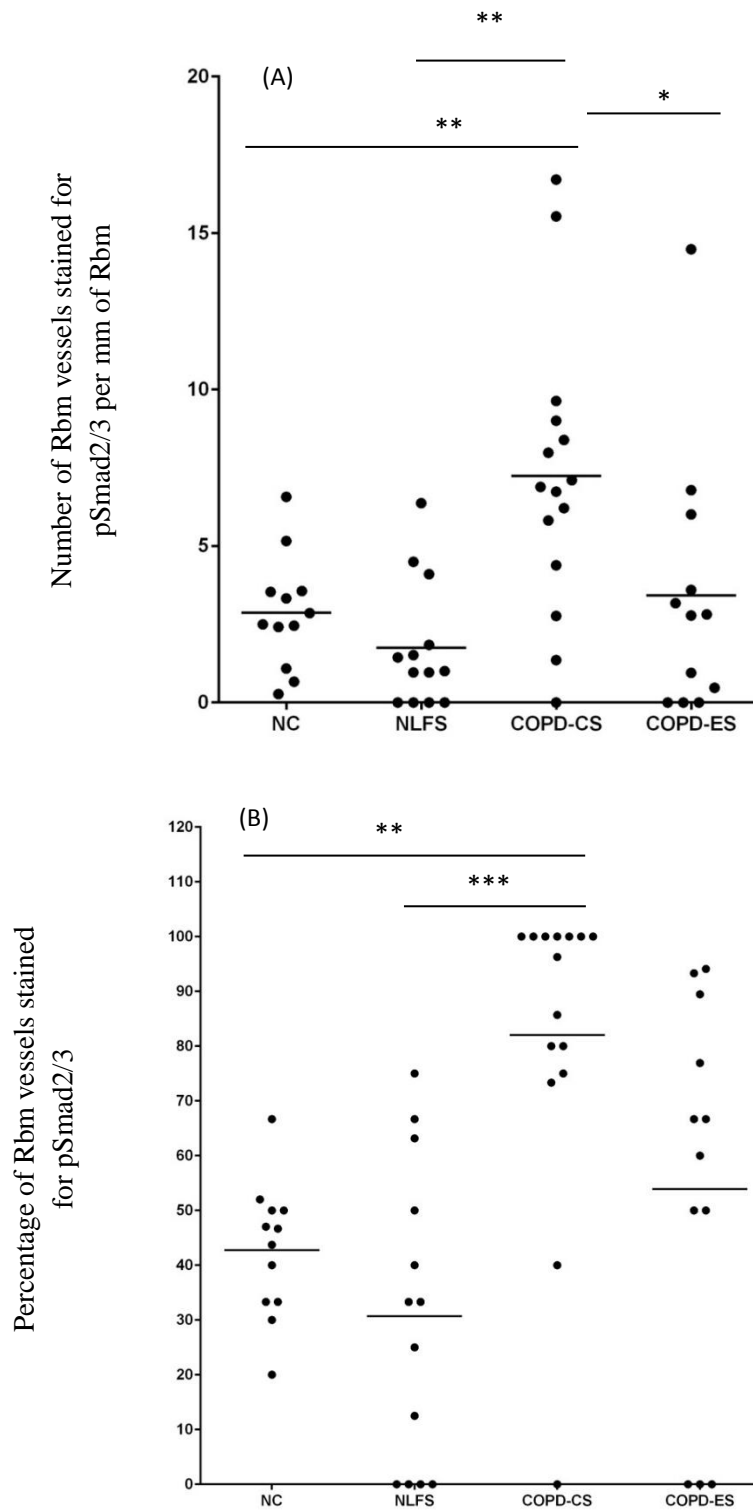 **
(A)
*
**
20
15
10
5
0
Number of Rbm vessels stained for
pSmad2/3 per mm of Rbm
NC NLFS COPD-CS COPD-ES
(B)
**
***
120
110
100
90
80
70
60
50
40
30
20
10
0
Percentage of Rbm vessels stained
for pSmad2/3
NC NLFS COPD-CS COPD-ES